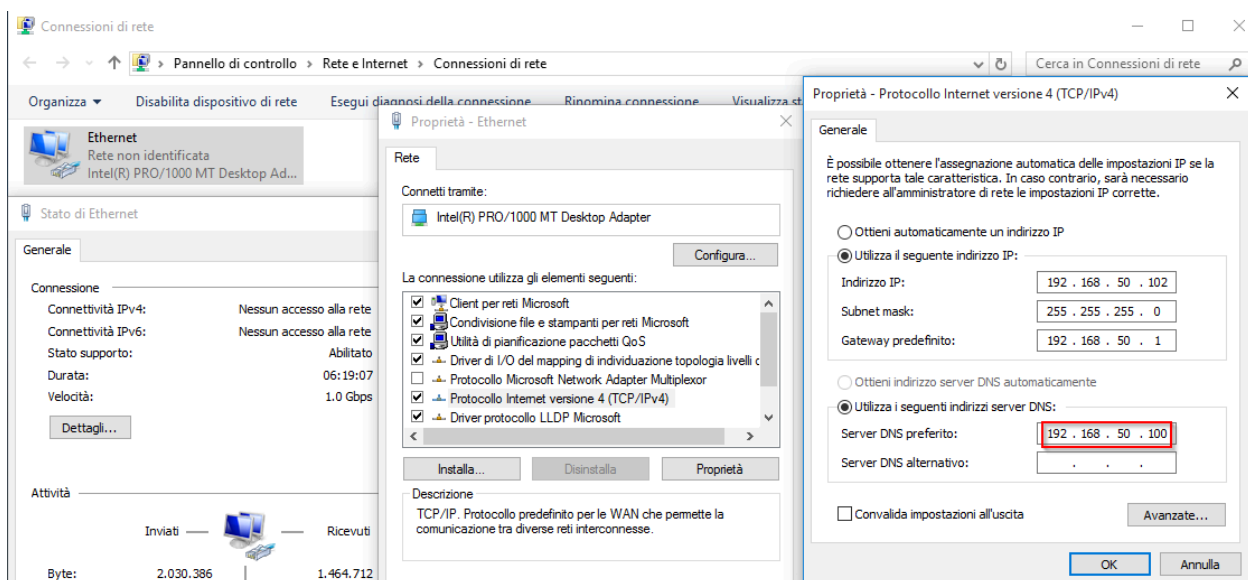 Connessioni di rete
Pannello di controllo > Rete e Internet > Connessioni di rete
Cerca in Connessioni di rete
Organizza
Disabilita dispositivo di rete
Esegui diagnosi della connessione
Rinomina connessione
Visualizza st
Ethernet
Rete non identificata
Intel(R) PRO/1000 MT Desktop Ad...
Stato di Ethernet
Generale
Connessione
Connettività IPv4: Nessun accesso alla rete
Connettività IPv6: Nessun accesso alla rete
Stato supporto: Abilitato
Durata: 06:19:07
Velocità: 1.0 Gbps
Dettagli...
Attività
Inviati — — Ricevuti
Byte: 2.030.386 1.464.712
Proprietà - Ethernet
Rete
Connetti tramite:
Intel(R) PRO/1000 MT Desktop Adapter
Configura...
La connessione utilizza gli elementi seguenti:
Client per reti Microsoft
Condivisione file e stampanti per reti Microsoft
Utilità di pianificazione pacchetti QoS
Driver di I/O del mapping di individuazione topologia livelli c
Protocollo Microsoft Network Adapter Multiplexor
Protocollo Internet versione 4 (TCP/IPv4)
Driver protocollo LLDP Microsoft
Installa...
Disinstalla
Proprietà
Descrizione
TCP/IP. Protocollo predefinito per le WAN che permette la
comunicazione tra diverse reti interconnesse.
Proprietà - Protocollo Internet versione 4 (TCP/IPv4)
Generale
È possibile ottenere l'assegnazione automatica delle impostazioni IP se la
rete supporta tale caratteristica. In caso contrario, sarà necessario
richiedere all'amministratore di rete le impostazioni IP corrette.
Ottieni automaticamente un indirizzo IP
Utilizza il seguente indirizzo IP:
Indirizzo IP: 192 . 168 . 50 . 102
Subnet mask: 255 . 255 . 255 . 0
Gateway predefinito: 192 . 168 . 50 . 1
Ottieni indirizzo server DNS automaticamente
Utilizza i seguenti indirizzi server DNS:
Server DNS preferito: 192 . 168 . 50 . 100
Server DNS alternativo: . . .
Convalida impostazioni all'uscita
Avanzate...
OK
Annulla